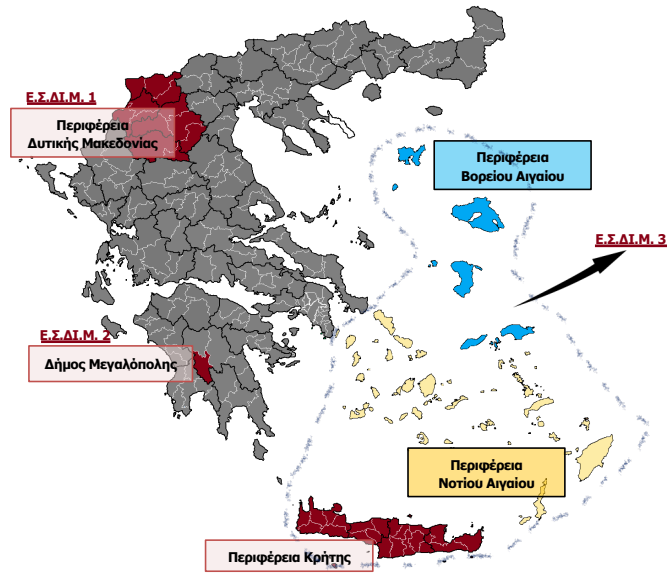 Ε.Σ.ΔΙ.Μ. 1
Περιφέρεια
Δυτικής Μακεδονίας
Περιφέρεια
Βορείου Αιγαίου
Ε.Σ.ΔΙ.Μ. 3
Ε.Σ.ΔΙ.Μ. 2
Δήμος Μεγαλόπολης
Περιφέρεια
Νοτίου Αιγαίου
Περιφέρεια Κρήτης